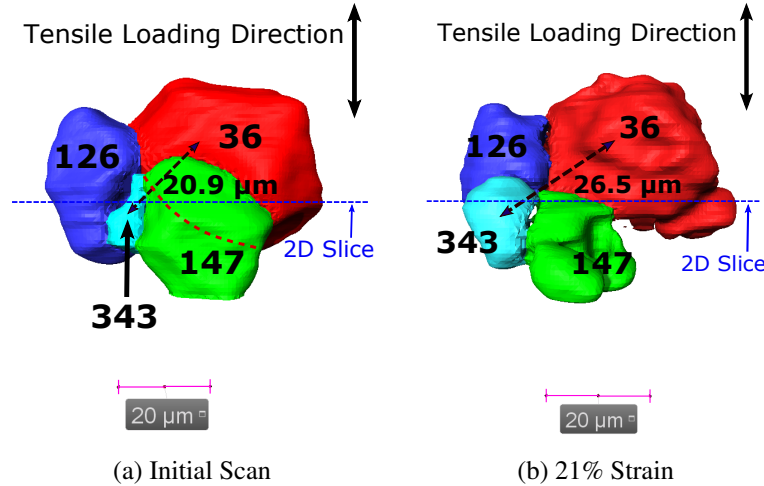 Tensile Loading Direction
126
36
20.9 μm
2D Slice
147
343
20 μm
(a) Initial Scan
Tensile Loading Direction
126
36
26.5 μm
343
2D Slice
147
20 μm
(b) 21% Strain